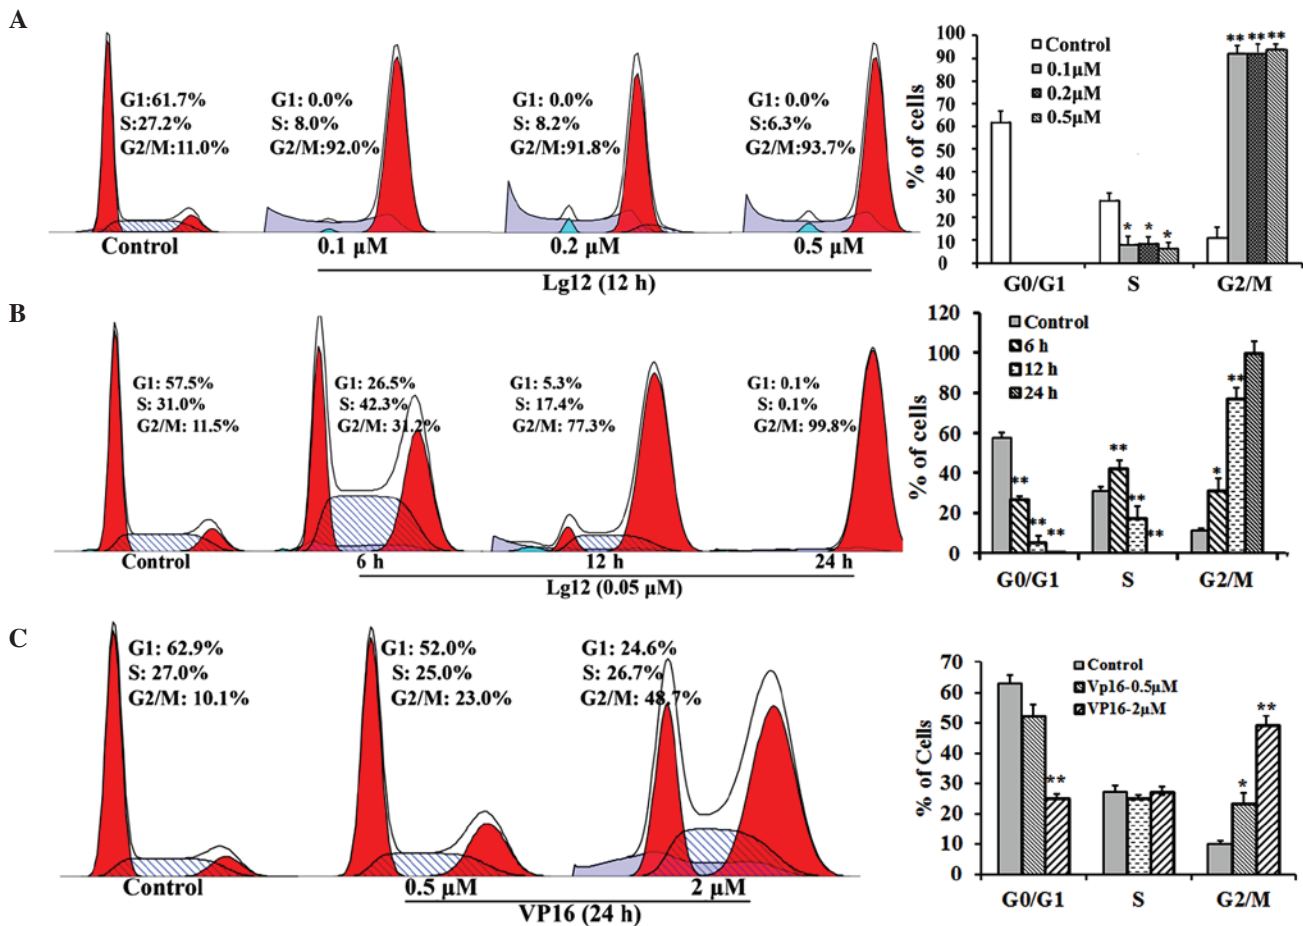 A
G1:61.7%
S:27.2%
G2/M:11.0%
Control
G1: 0.0%
S: 8.0%
G2/M:92.0%
0.1 μM
G1: 0.0%
S: 8.2%
G2/M:91.8%
0.2 μM
G1: 0.0%
S:6.3%
G2/M:93.7%
0.5 μM
Lg12 (12 h)
% of cells
100
90
80
70
60
50
40
30
20
10
0
Control
0.1μM
0.2μM
0.5μM
** ** **
* * *
G0/G1 S G2/M
B
G1: 57.5%
S: 31.0%
G2/M: 11.5%
Control
G1: 26.5%
S: 42.3%
G2/M: 31.2%
6 h
G1: 5.3%
S: 17.4%
G2/M: 77.3%
12 h
G1: 0.1%
S: 0.1%
G2/M: 99.8%
24 h
Lg12 (0.05 μM)
% of cells
120
100
80
60
40
20
0
Control
6 h
12 h
24 h
** ** **
** ** **
* **
G0/G1 S G2/M
C
G1: 62.9%
S: 27.0%
G2/M: 10.1%
Control
G1: 52.0%
S: 25.0%
G2/M: 23.0%
0.5 μM
G1: 24.6%
S: 26.7%
G2/M: 48.7%
2 μM
VP16 (24 h)
% of Cells
70
60
50
40
30
20
10
0
Control
Vp16-0.5μM
VP16-2μM
**
* **
G0/G1 S G2/M